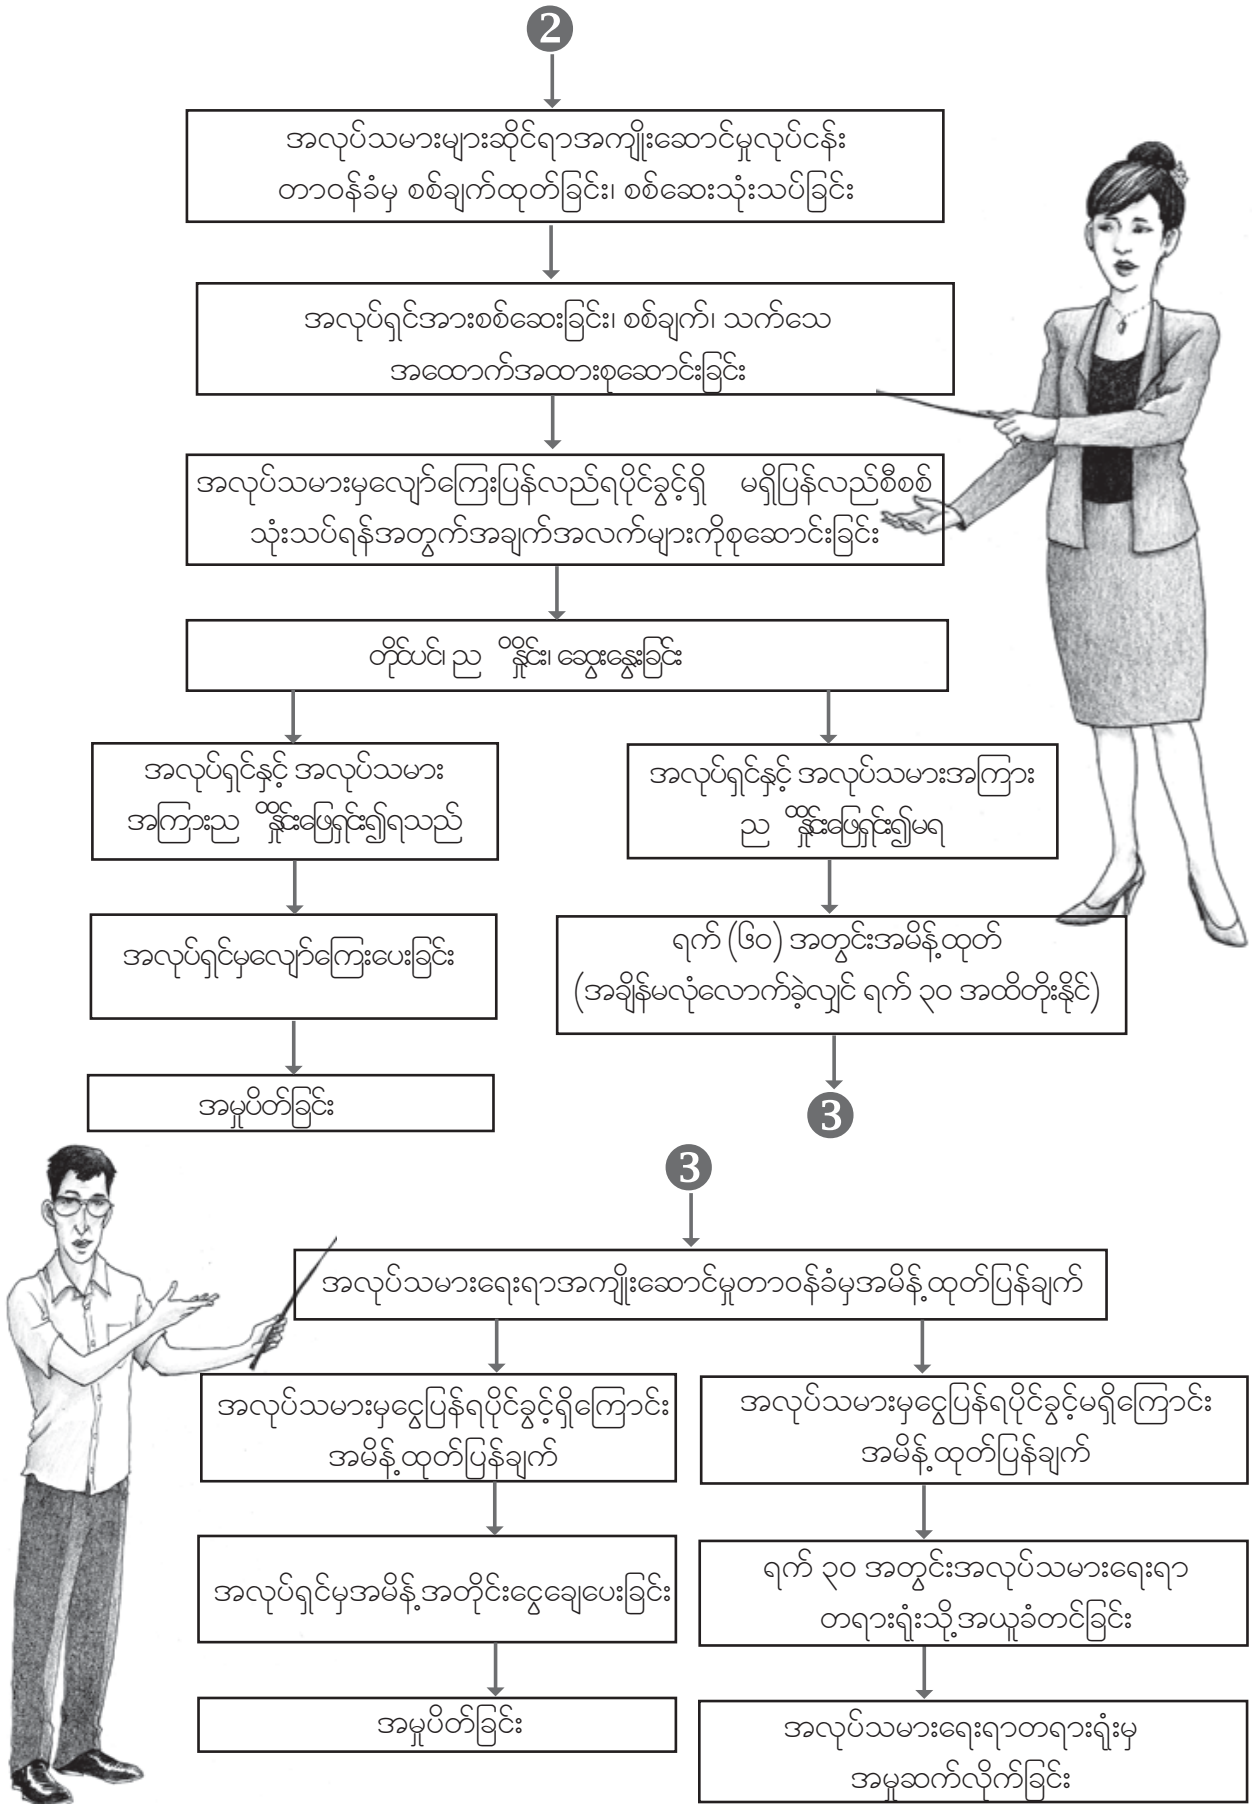 2
အလုပ်သမားများဆိုင်ရာအကျိုးဆောင်မှုလုပ်ငန်း
တာဝန်ခံမှ စစ်ချက်ထုတ်ခြင်း၊ စစ်ဆေးသုံးသပ်ခြင်း
အလုပ်ရှင်အားစစ်ဆေးခြင်း၊ စစ်ချက်၊ သက်သေ
အထောက်အထားစုဆောင်းခြင်း
အလုပ်သမားမှလျော်ကြေးပြန်လည်ရပိုင်ခွင့်ရှိ မရှိပြန်လည်စီစစ်
သုံးသပ်ရန်အတွက်အချက်အလက်များကိုစုဆောင်းခြင်း
တိုင်ပင်၊ ညှိနှိုင်း၊ ဆွေးနွေးခြင်း
အလုပ်ရှင်နှင့် အလုပ်သမား
အကြားညှိနှိုင်းဖြေရှင်း၍ရသည်
အလုပ်ရှင်နှင့် အလုပ်သမားအကြား
ညှိနှိုင်းဖြေရှင်း၍မရ
အလုပ်ရှင်မှလျော်ကြေးပေးခြင်း
ရက် (၆၀) အတွင်းအမိန့်ထုတ်
(အချိန်မလုံလောက်ခဲ့လျှင် ရက် ၃၀ အထိတိုးနိုင်)
အမှုပိတ်ခြင်း
3
3
အလုပ်သမားရေးရာအကျိုးဆောင်မှုတာဝန်ခံမှအမိန့်ထုတ်ပြန်ချက်
အလုပ်သမားမှငွေပြန်ရပိုင်ခွင့်ရှိကြောင်း
အမိန့်ထုတ်ပြန်ချက်
အလုပ်သမားမှငွေပြန်ရပိုင်ခွင့်မရှိကြောင်း
အမိန့်ထုတ်ပြန်ချက်
အလုပ်ရှင်မှအမိန့်အတိုင်းငွေချေပေးခြင်း
ရက် ၃၀ အတွင်းအလုပ်သမားရေးရာ
တရားရုံးသို့အယူခံတင်ခြင်း
အမှုပိတ်ခြင်း
အလုပ်သမားရေးရာတရားရုံးမှ
အမှုဆက်လိုက်ခြင်း